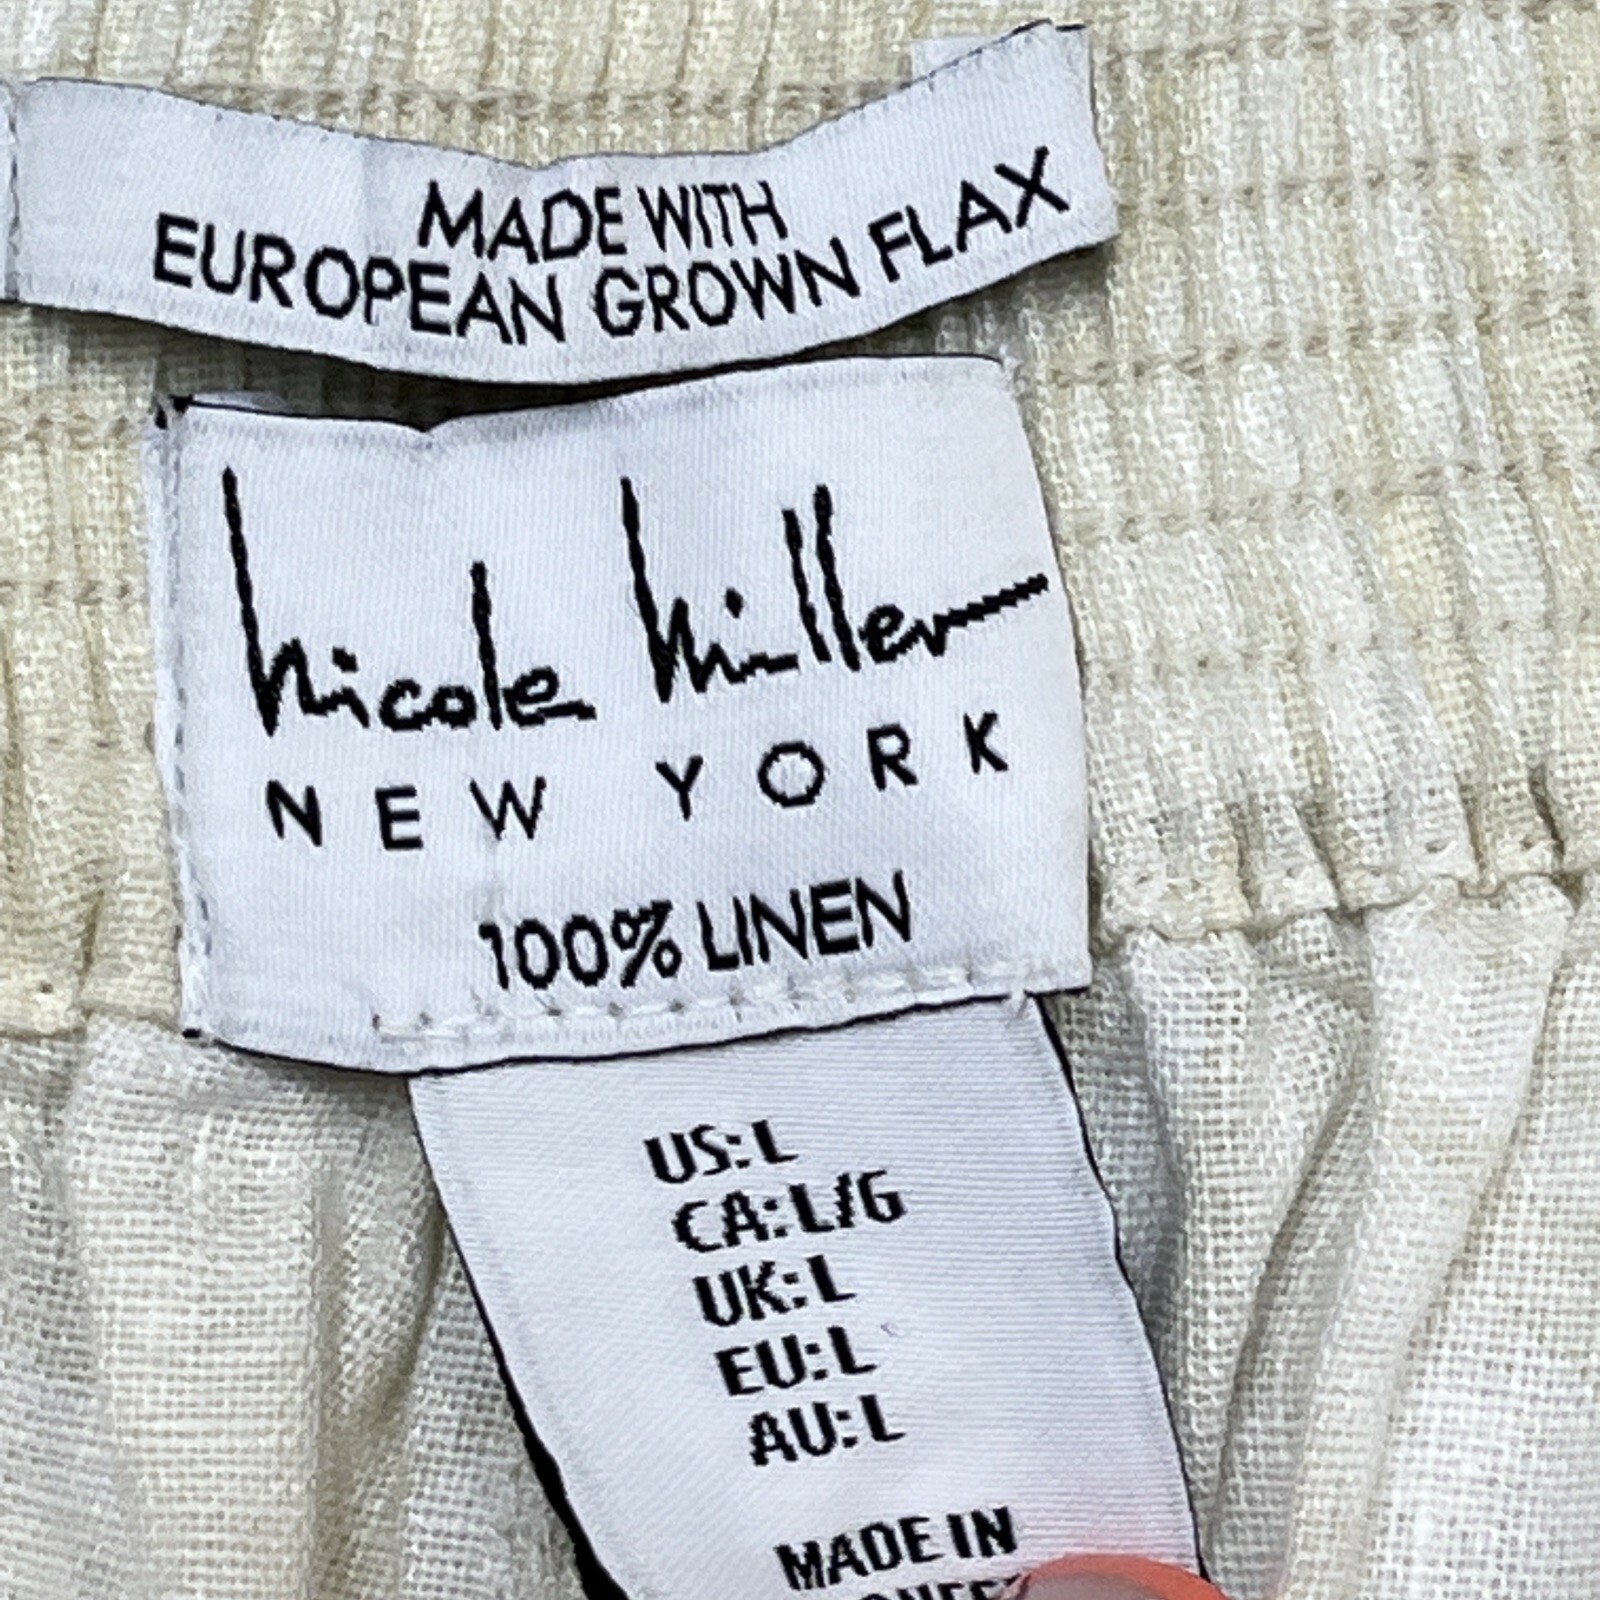 MADE WITH
EUROPEAN GROWN FLAX
nicole miller
NEW YORK
100% LINEN
US: L
CA: L/G
UK: L
EU: L
AU: L
MADE IN